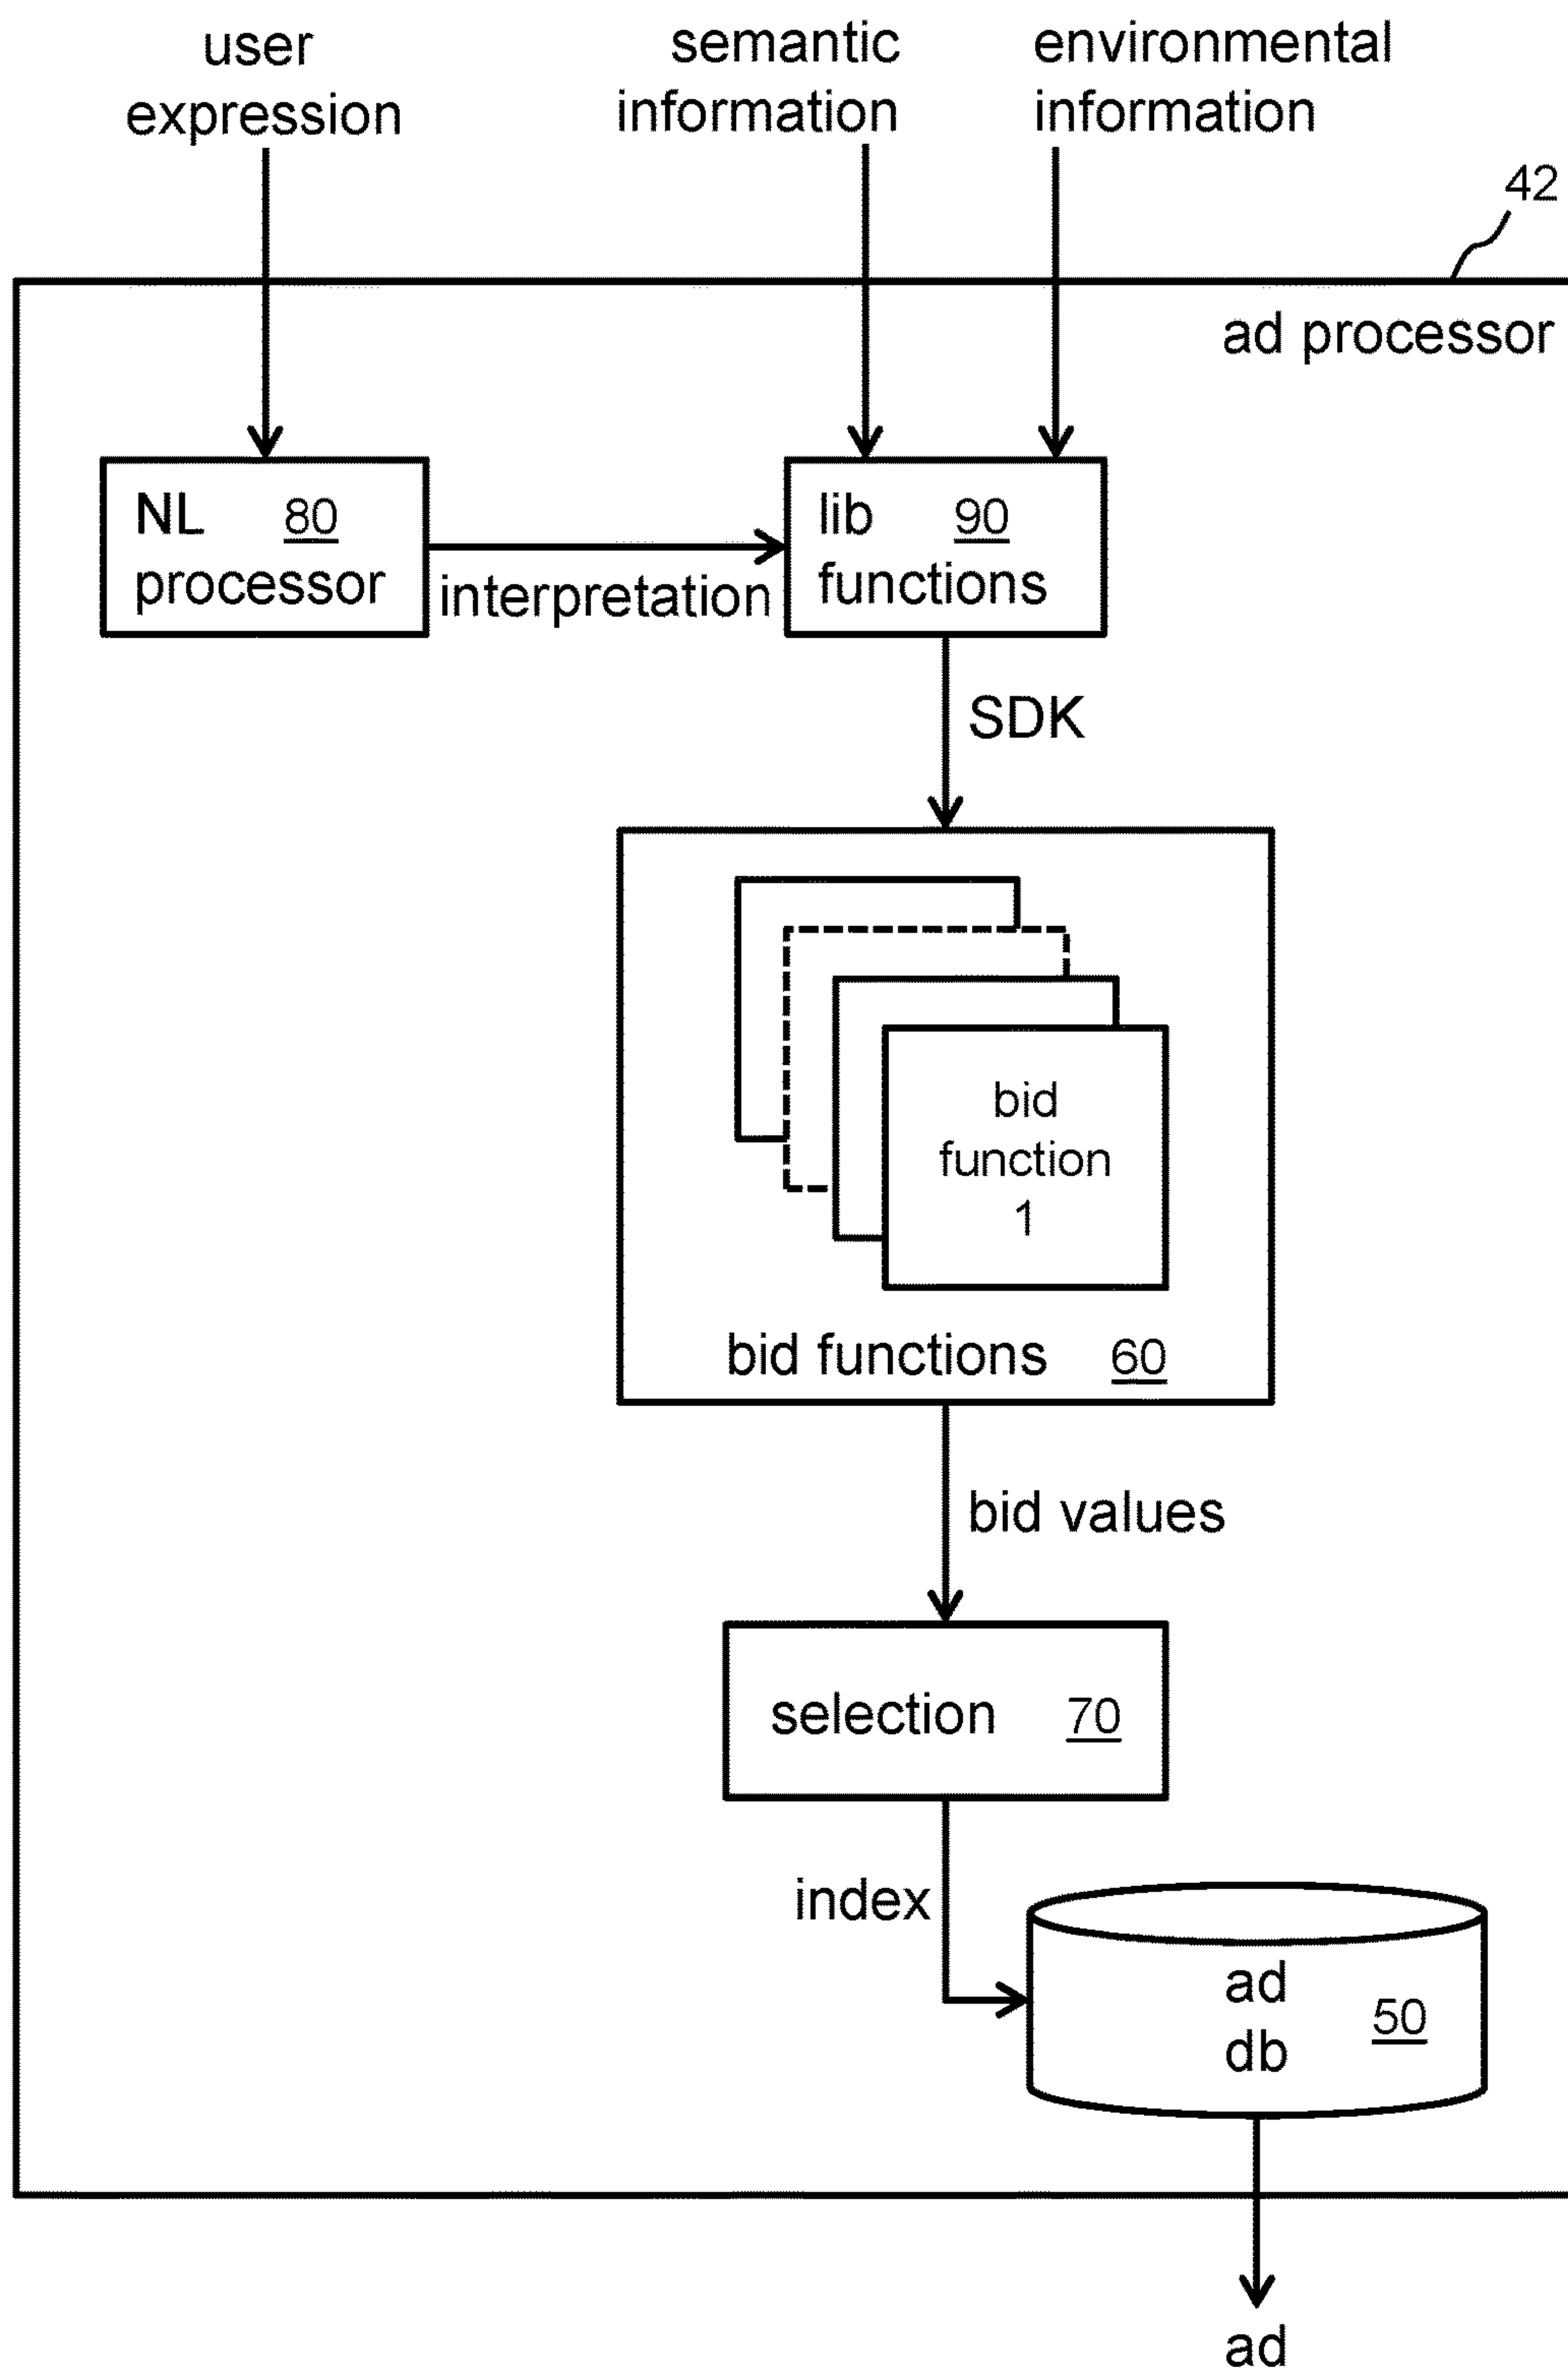 user
expression
semantic
information
environmental
information
42
ad processor
NL 80
processor
interpretation
lib 90
functions
SDK
bid
function
1
bid functions 60
bid values
selection 70
index
ad
db
50
ad